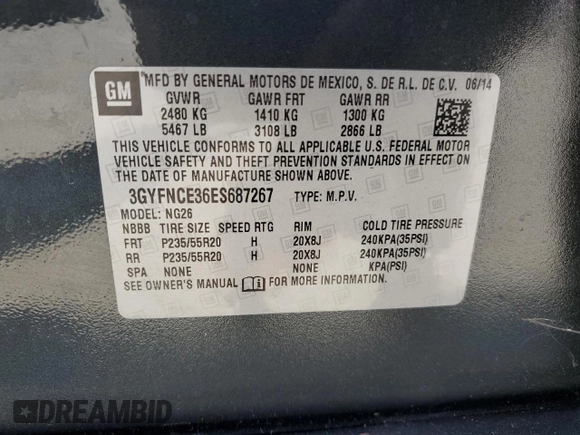 GM
MFD BY GENERAL MOTORS DE MEXICO, S. DE R.L. DE C.V. 06/14
GVWR GAWR FRT GAWR RR
2480 KG 1410 KG 1300 KG
5467 LB 3108 LB 2866 LB
THIS VEHICLE CONFORMS TO ALL APPLICABLE U.S. FEDERAL MOTOR
VEHICLE SAFETY AND THEFT PREVENTION STANDARDS IN EFFECT ON
THE DATE OF MANUFACTURE SHOWN ABOVE.
3GYFNCE36ES687267 TYPE: M.P.V.
MODEL: NG26
NBBB TIRE SIZE SPEED RTG RIM COLD TIRE PRESSURE
FRT P235/55R20 H 20X8J 240KPA(35PSI)
RR P235/55R20 H 20X8J 240KPA(35PSI)
SPA NONE NONE KPA(PSI)
SEE OWNER'S MANUAL FOR MORE INFORMATION.
DREAMBID